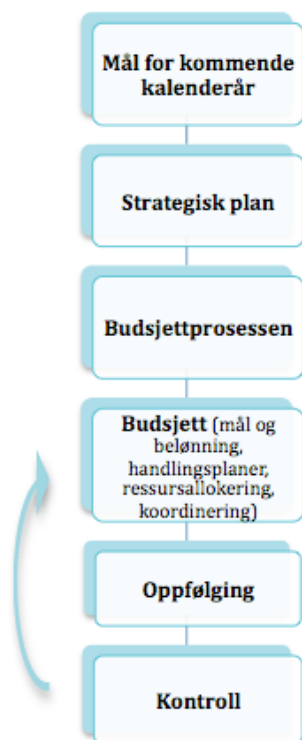 Mål for kommende
kalenderår
Strategisk plan
Budsjettprosessen
Budsjett (mål og
belønning,
handlingsplaner,
ressursallokering,
koordinering)
Oppfølging
Kontroll